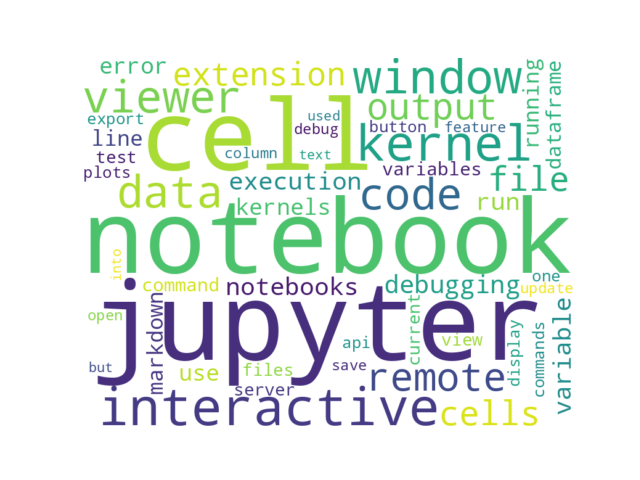 error
extension
window
running
dataframe
viewer
cell
output
export
used
line
debug
button
feature
kernel
test
column
text
plots
variables
data
execution
code
file
kernels
run
notebook
into
command
notebooks
debugging
one
update
jupyter
markdown
open
current
variable
api
view
display
commands
but
use
files
save
server
remote
interactive
cells